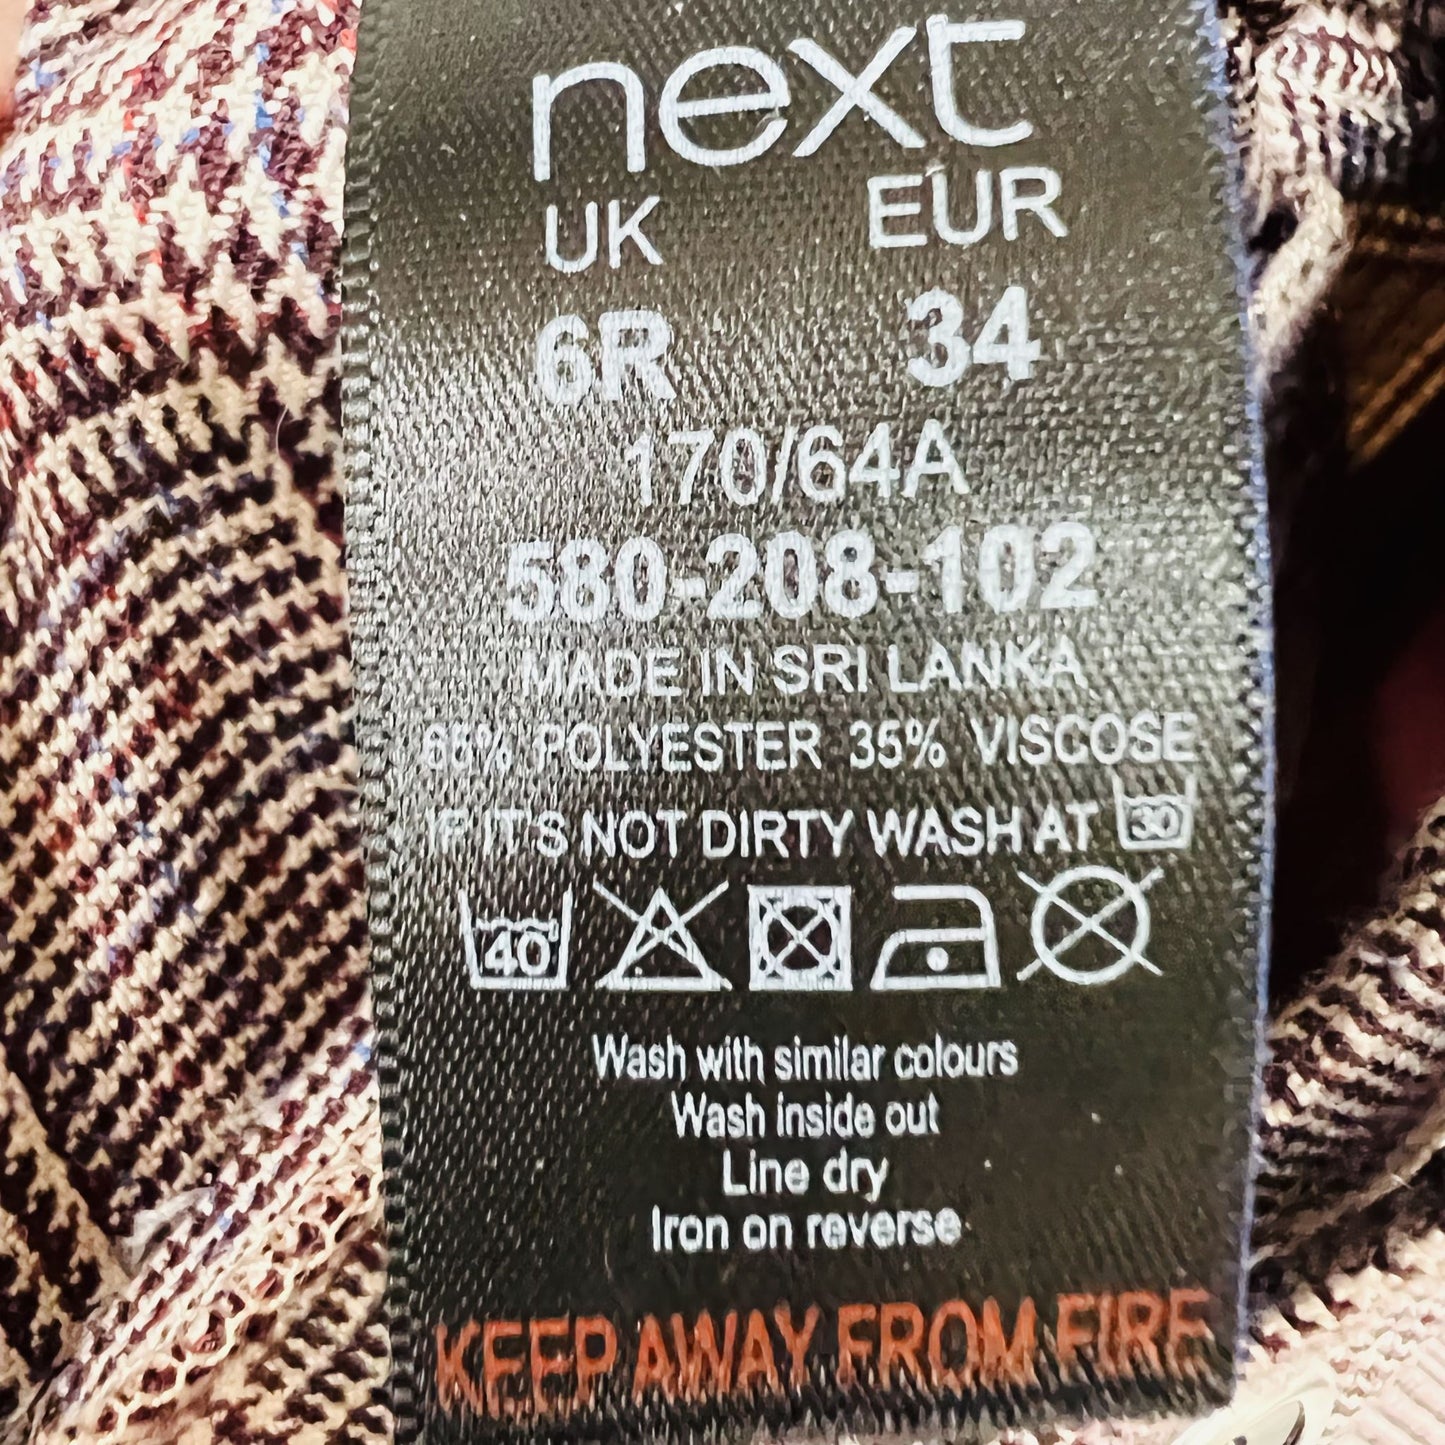 next
UK EUR
6R 34
170/64A
580-208-102
MADE IN SRI LANKA
65% POLYESTER 35% VISCOSE
IF IT'S NOT DIRTY WASH AT 30
40
Wash with similar colours
Wash inside out
Line dry
Iron on reverse
KEEP AWAY FROM FIRE